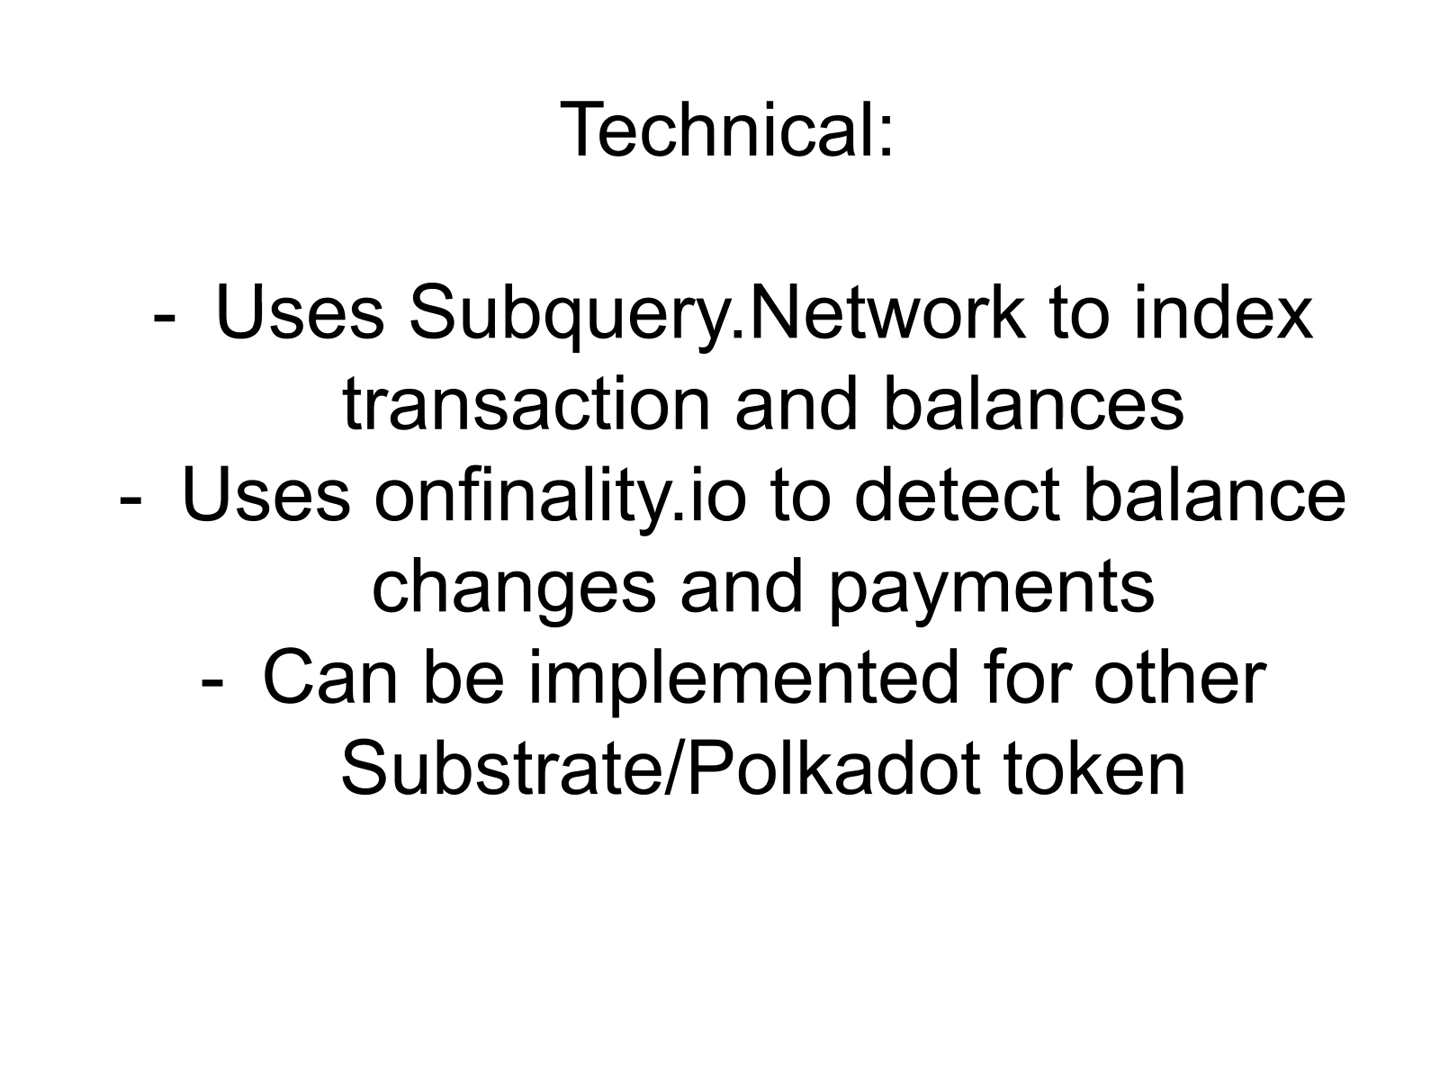 Technical:
- Uses Subquery.Network to index
transaction and balances
- Uses onfinality.io to detect balance
changes and payments
- Can be implemented for other
Substrate/Polkadot token